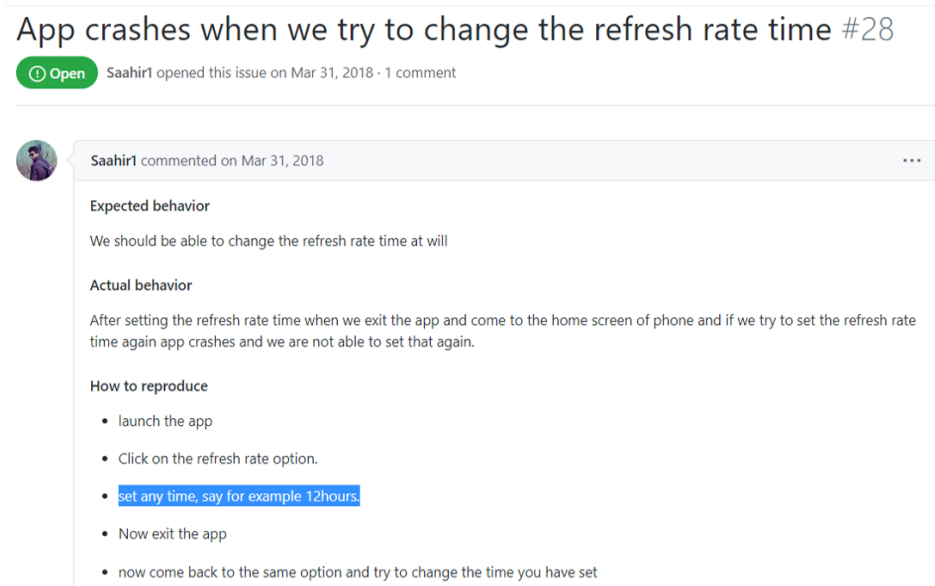 App crashes when we try to change the refresh rate time #28
Open Saahir1 opened this issue on Mar 31, 2018 · 1 comment
Saahir1 commented on Mar 31, 2018
Expected behavior
We should be able to change the refresh rate time at will
Actual behavior
After setting the refresh rate time when we exit the app and come to the home screen of phone and if we try to set the refresh rate
time again app crashes and we are not able to set that again.
How to reproduce
• launch the app
• Click on the refresh rate option.
• set any time, say for example 12hours.
• Now exit the app
• now come back to the same option and try to change the time you have set